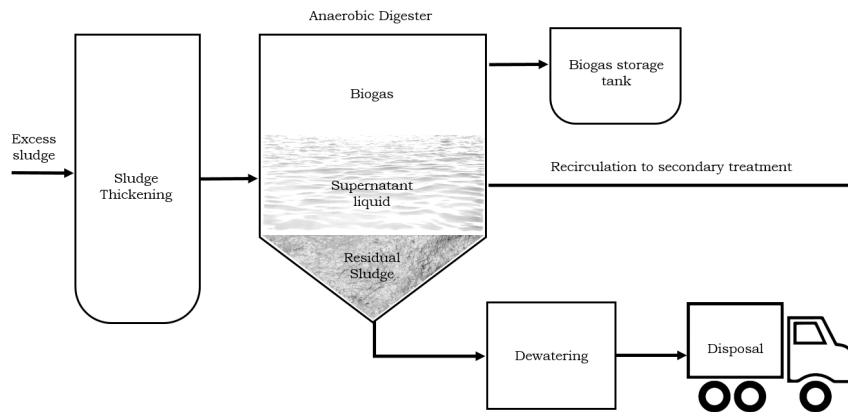 Anaerobic Digester
Biogas storage
tank
Biogas
Excess
sludge
Sludge
Thickening
Recirculation to secondary treatment
Supernatant
liquid
Residual
Sludge
Dewatering
Disposal